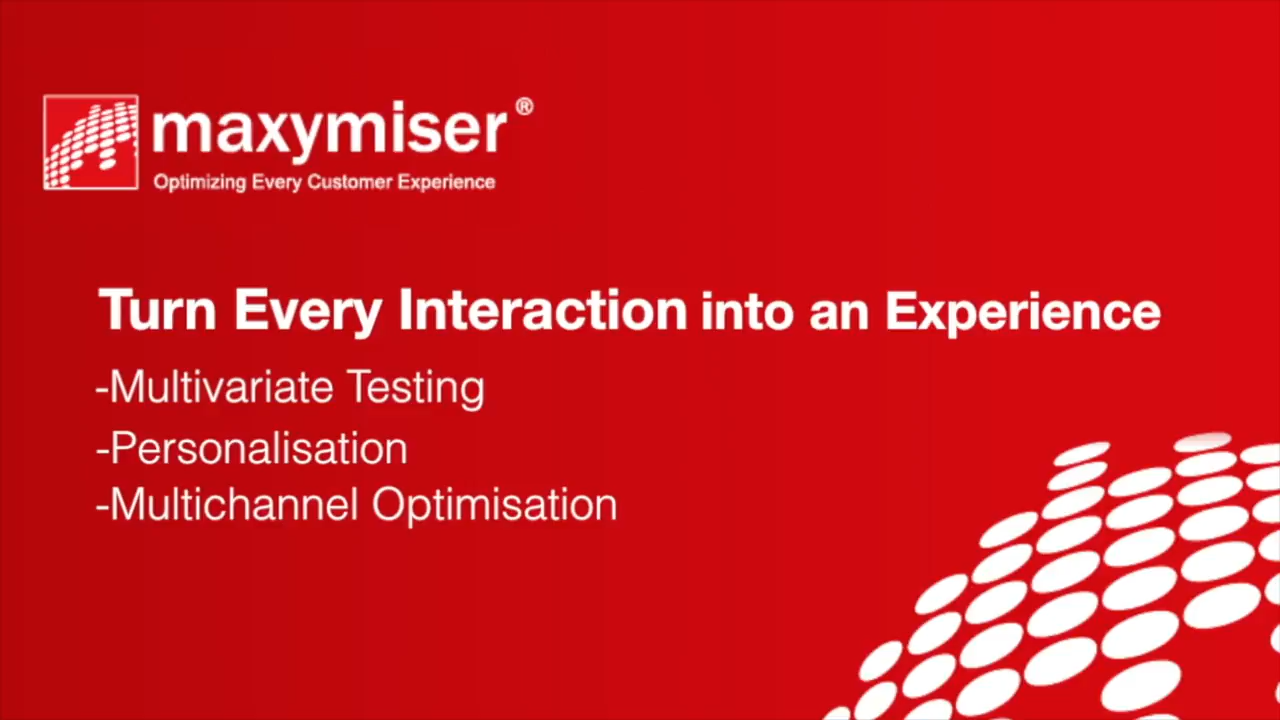 maxymiser®
Optimizing Every Customer Experience
Turn Every Interaction into an Experience
-Multivariate Testing
-Personalisation
-Multichannel Optimisation